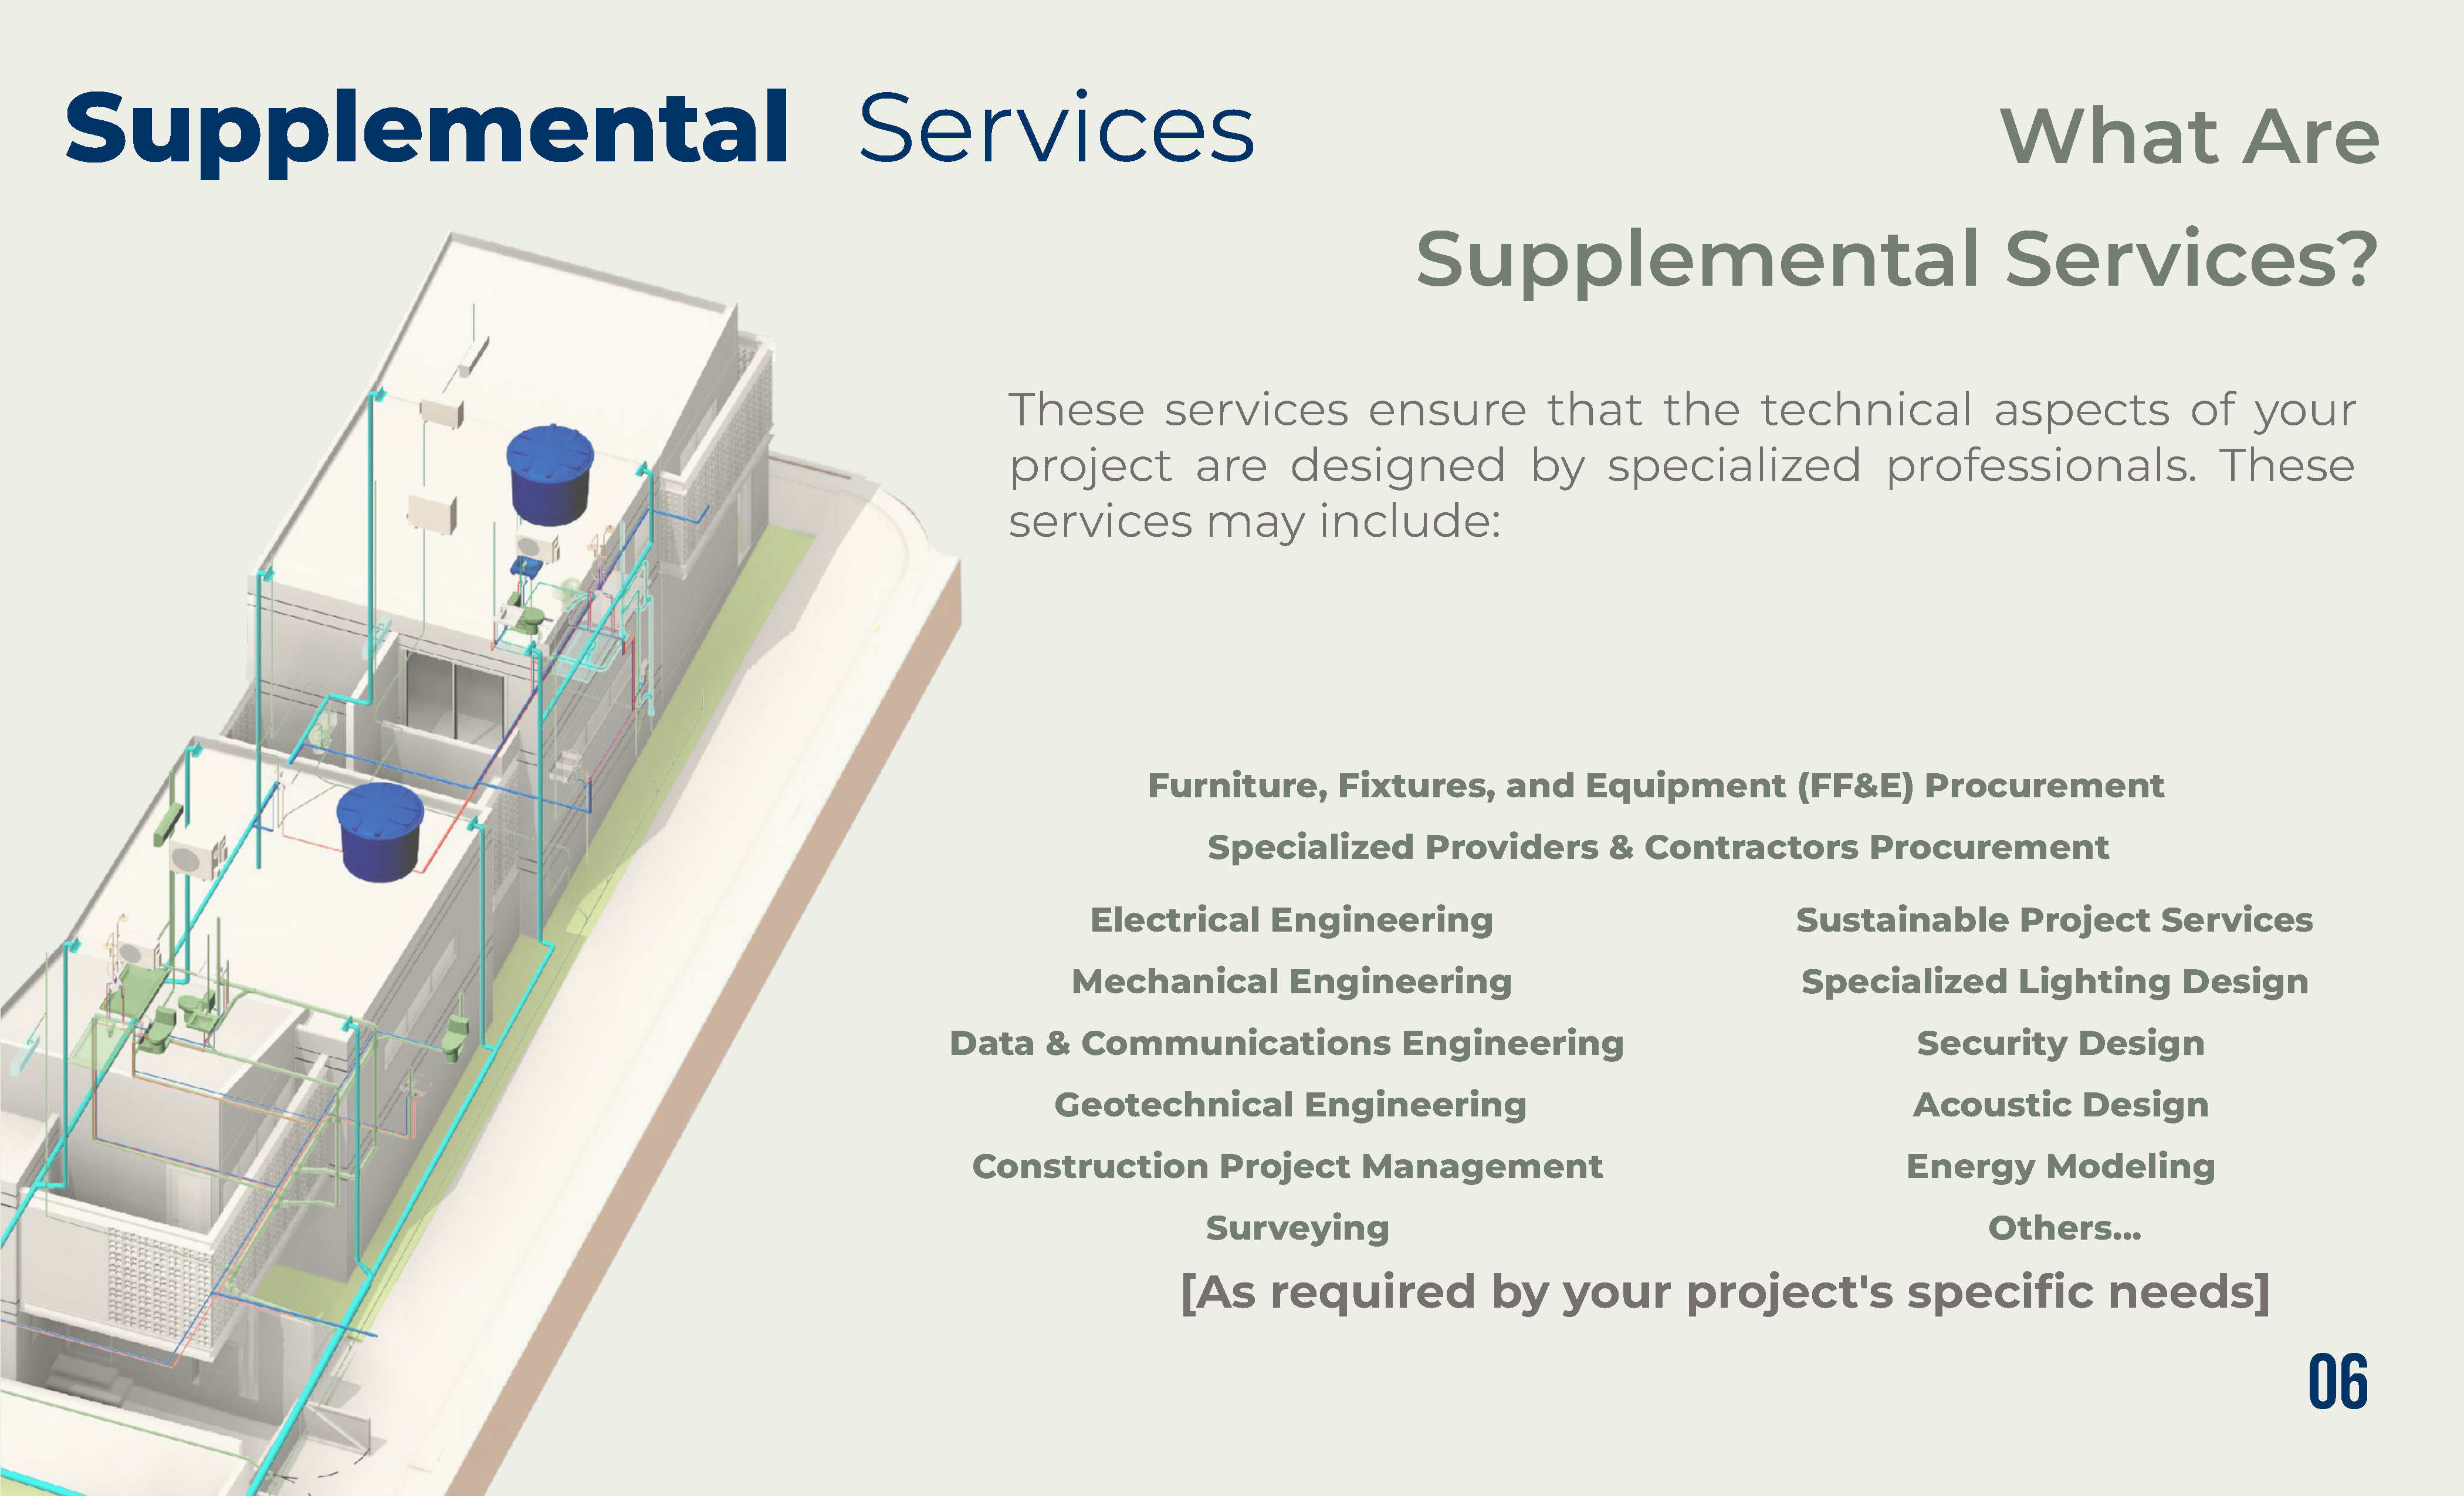 Supplemental Services
What Are
Supplemental Services?
These services ensure that the technical aspects of your
project are designed by specialized professionals. These
services may include:
Furniture, Fixtures, and Equipment (FF&E) Procurement
Specialized Providers & Contractors Procurement
Electrical Engineering
Mechanical Engineering
Data & Communications Engineering
Geotechnical Engineering
Construction Project Management
Surveying
Sustainable Project Services
Specialized Lighting Design
Security Design
Acoustic Design
Energy Modeling
Others...
[As required by your project's specific needs]
06